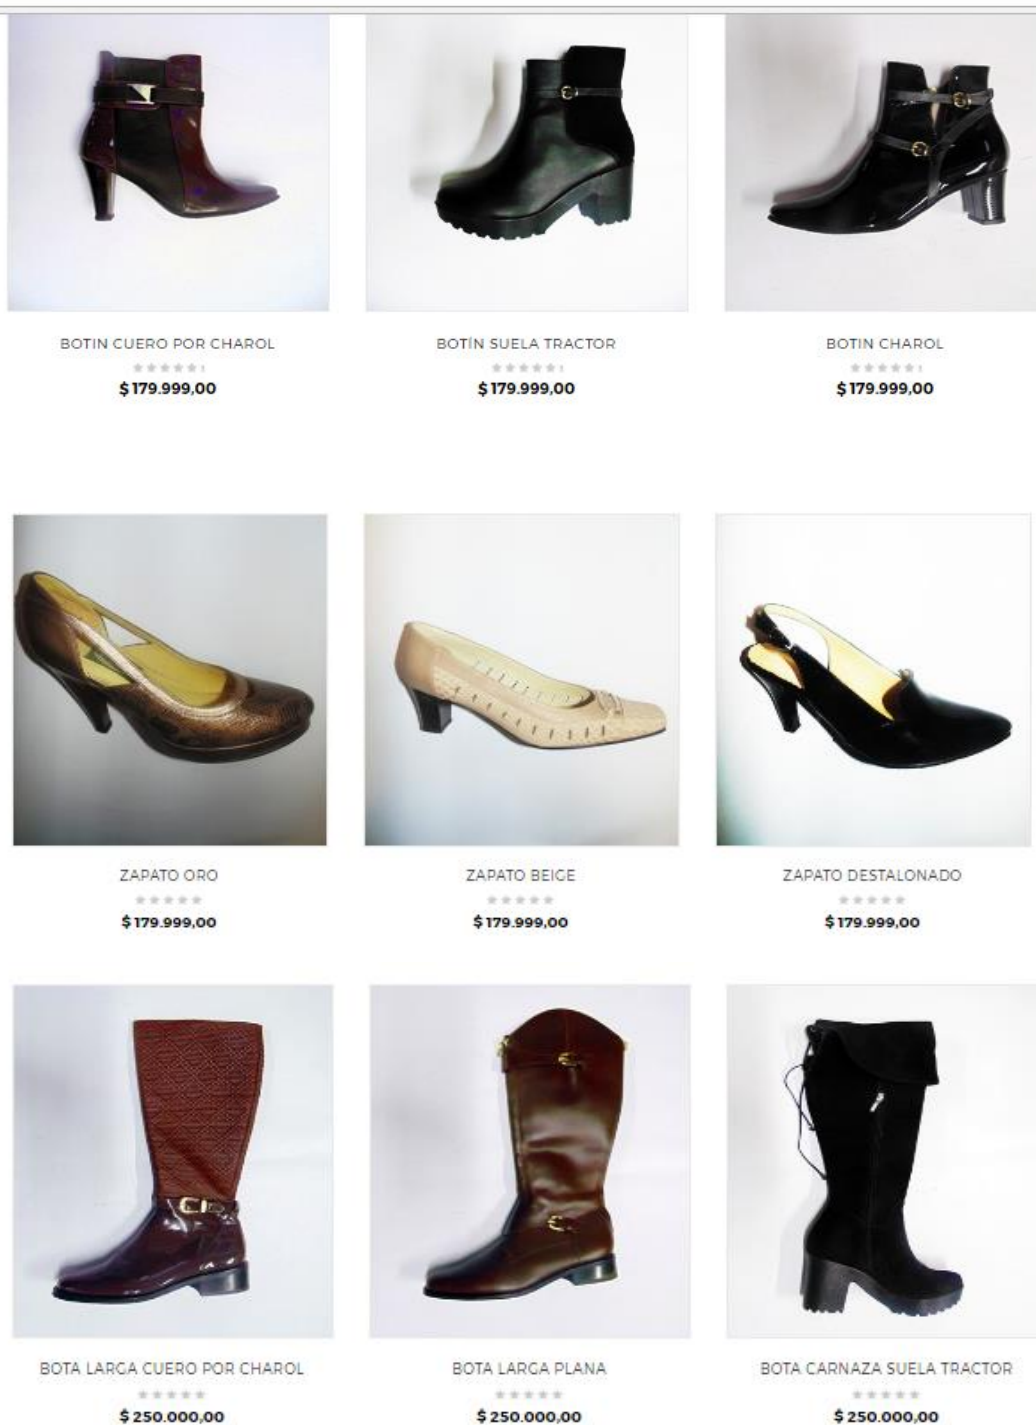 BOTIN CUERO POR CHAROL
$ 179.999,00
BOTÍN SUELA TRACTOR
$ 179.999,00
BOTIN CHAROL
$ 179.999,00
ZAPATO ORO
$ 179.999,00
ZAPATO BEIGE
$ 179.999,00
ZAPATO DESTALONADO
$ 179.999,00
BOTA LARGA CUERO POR CHAROL
$ 250.000,00
BOTA LARGA PLANA
$ 250.000,00
BOTA CARNAZA SUELA TRACTOR
$ 250.000,00